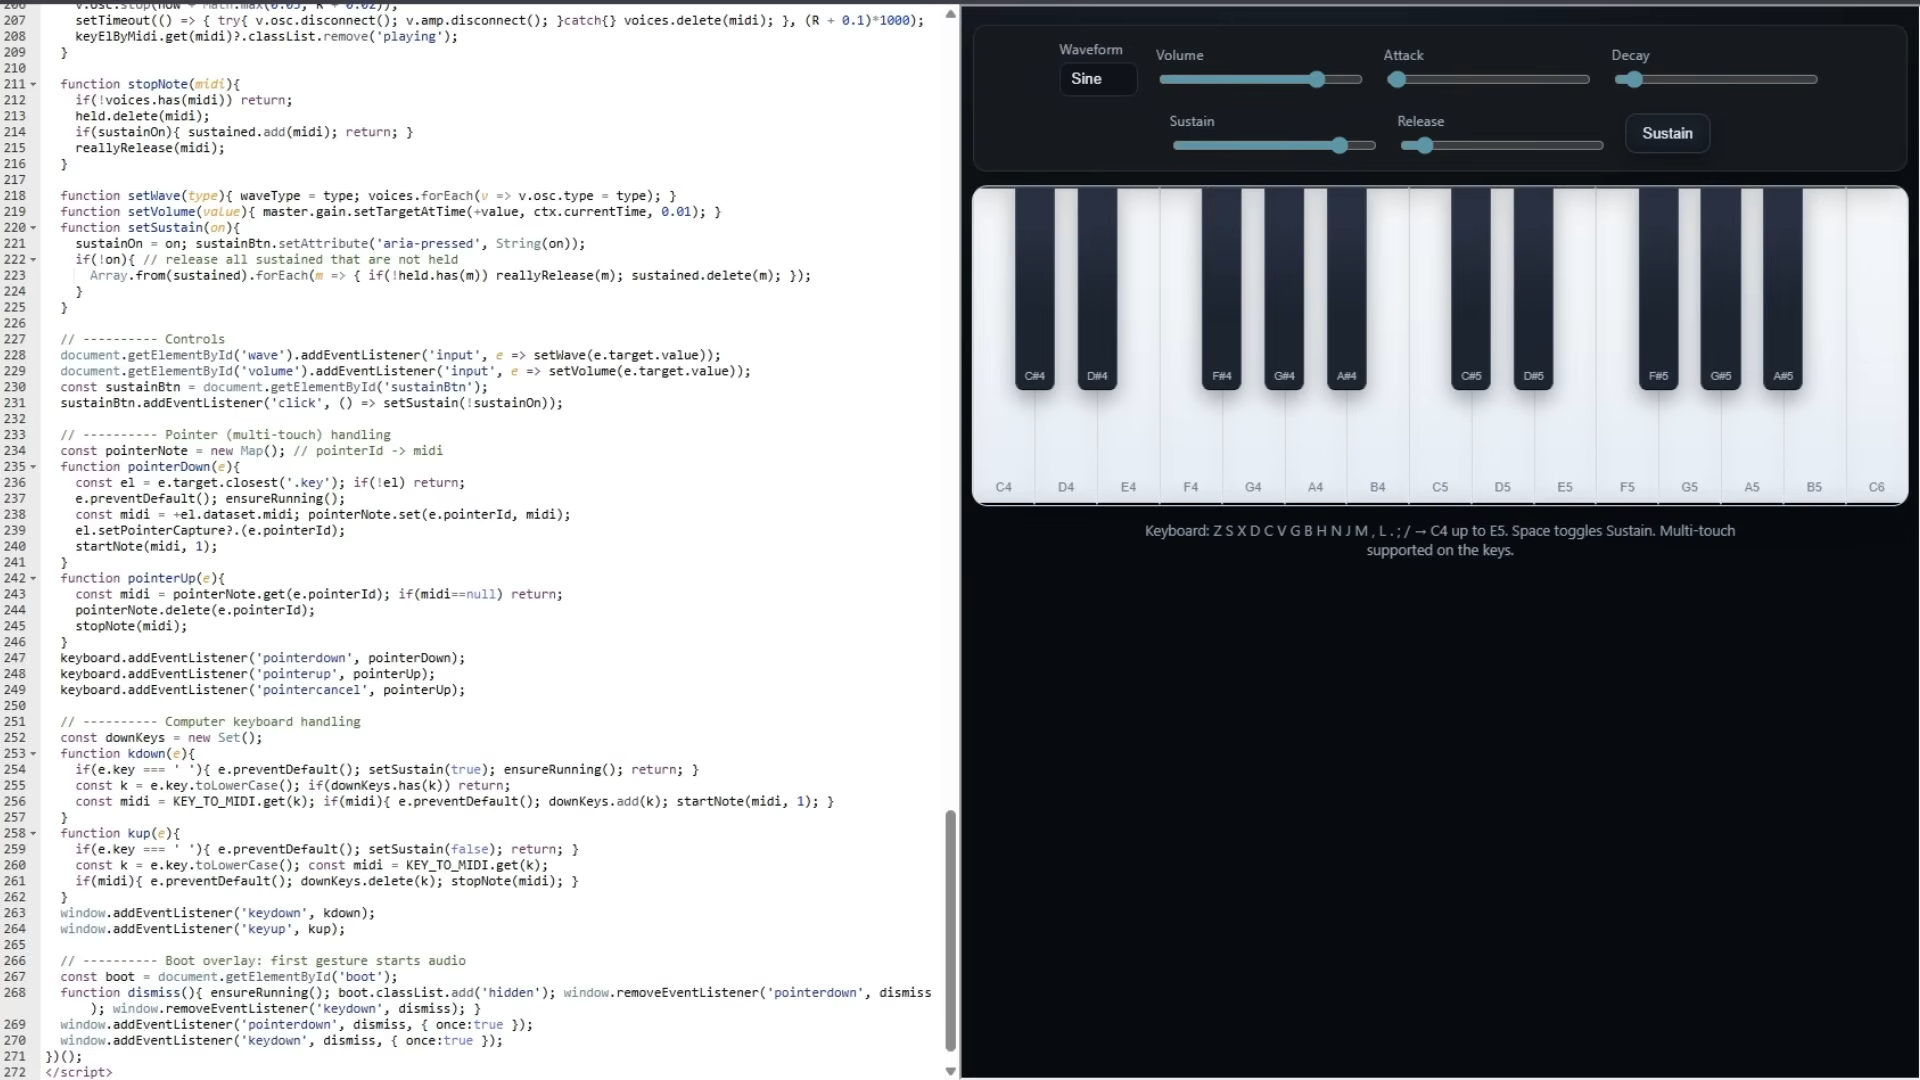 206 v.osc.stop(now + Math.max(0.05, R + 0.02));
207 setTimeout(() => { try{ v.osc.disconnect(); v.amp.disconnect(); }catch{} voices.delete(midi); }, (R + 0.1)*1000);
208 keyElByMidi.get(midi)?.classList.remove('playing');
209 }
210
211 function stopNote(midi){
212 if(!voices.has(midi)) return;
213 held.delete(midi);
214 if(sustainOn){ sustained.add(midi); return; }
215 reallyRelease(midi);
216 }
217
218 function setWave(type){ waveType = type; voices.forEach(v => v.osc.type = type); }
219 function setVolume(value){ master.gain.setTargetAtTime(+value, ctx.currentTime, 0.01); }
220 function setSustain(on){
221 sustainOn = on; sustainBtn.setAttribute('aria-pressed', String(on));
222 if(!on){ // release all sustained that are not held
223 Array.from(sustained).forEach(m => { if(!held.has(m)) reallyRelease(m); sustained.delete(m); });
224 }
225 }
226
227 // ---------- Controls
228 document.getElementById('wave').addEventListener('input', e => setWave(e.target.value));
229 document.getElementById('volume').addEventListener('input', e => setVolume(e.target.value));
230 const sustainBtn = document.getElementById('sustainBtn');
231 sustainBtn.addEventListener('click', () => setSustain(!sustainOn));
232
233 // ---------- Pointer (multi-touch) handling
234 const pointerNote = new Map(); // pointerId -> midi
235 function pointerDown(e){
236 const el = e.target.closest('.key'); if(!el) return;
237 e.preventDefault(); ensureRunning();
238 const midi = +el.dataset.midi; pointerNote.set(e.pointerId, midi);
239 el.setPointerCapture?.(e.pointerId);
240 startNote(midi, 1);
241 }
242 function pointerUp(e){
243 const midi = pointerNote.get(e.pointerId); if(midi==null) return;
244 pointerNote.delete(e.pointerId);
245 stopNote(midi);
246 }
247 keyboard.addEventListener('pointerdown', pointerDown);
248 keyboard.addEventListener('pointerup', pointerUp);
249 keyboard.addEventListener('pointercancel', pointerUp);
250
251 // ---------- Computer keyboard handling
252 const downKeys = new Set();
253 function kdown(e){
254 if(e.key === ' '){ e.preventDefault(); setSustain(true); ensureRunning(); return; }
255 const k = e.key.toLowerCase(); if(downKeys.has(k)) return;
256 const midi = KEY_TO_MIDI.get(k); if(midi){ e.preventDefault(); downKeys.add(k); startNote(midi, 1); }
257 }
258 function kup(e){
259 if(e.key === ' '){ e.preventDefault(); setSustain(false); return; }
260 const k = e.key.toLowerCase(); const midi = KEY_TO_MIDI.get(k);
261 if(midi){ e.preventDefault(); downKeys.delete(k); stopNote(midi); }
262 }
263 window.addEventListener('keydown', kdown);
264 window.addEventListener('keyup', kup);
265
266 // ---------- Boot overlay: first gesture starts audio
267 const boot = document.getElementById('boot');
268 function dismiss(){ ensureRunning(); boot.classList.add('hidden'); window.removeEventListener('pointerdown', dismiss
); window.removeEventListener('keydown', dismiss); }
269 window.addEventListener('pointerdown', dismiss, { once:true });
270 window.addEventListener('keydown', dismiss, { once:true });
271 })();
272 </script>
Waveform Volume Attack Decay
Sine
Sustain Release Sustain
C#4 D#4 F#4 G#4 A#4 C#5 D#5 F#5 G#5 A#5
C4 D4 E4 F4 G4 A4 B4 C5 D5 E5 F5 G5 A5 B5 C6
Keyboard: Z S X D C V G B H N J M , L . ; / → C4 up to E5. Space toggles Sustain. Multi-touch
supported on the keys.